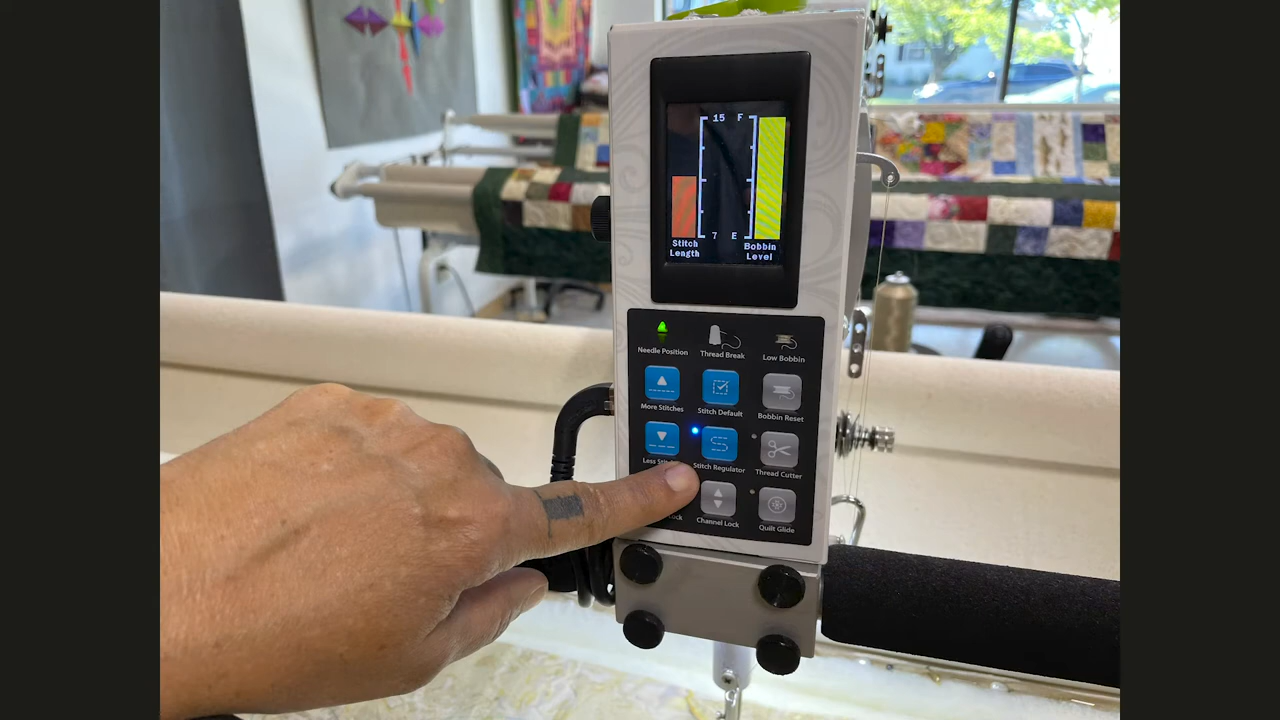 15 F
7 E
Stitch
Length
Bobbin
Level
Needle Position
Thread Break
Low Bobbin
More Stitches
Stitch Default
Bobbin Reset
Less
Stitch Regulator
Thread Cutter
Channel Lock
Quilt Glide